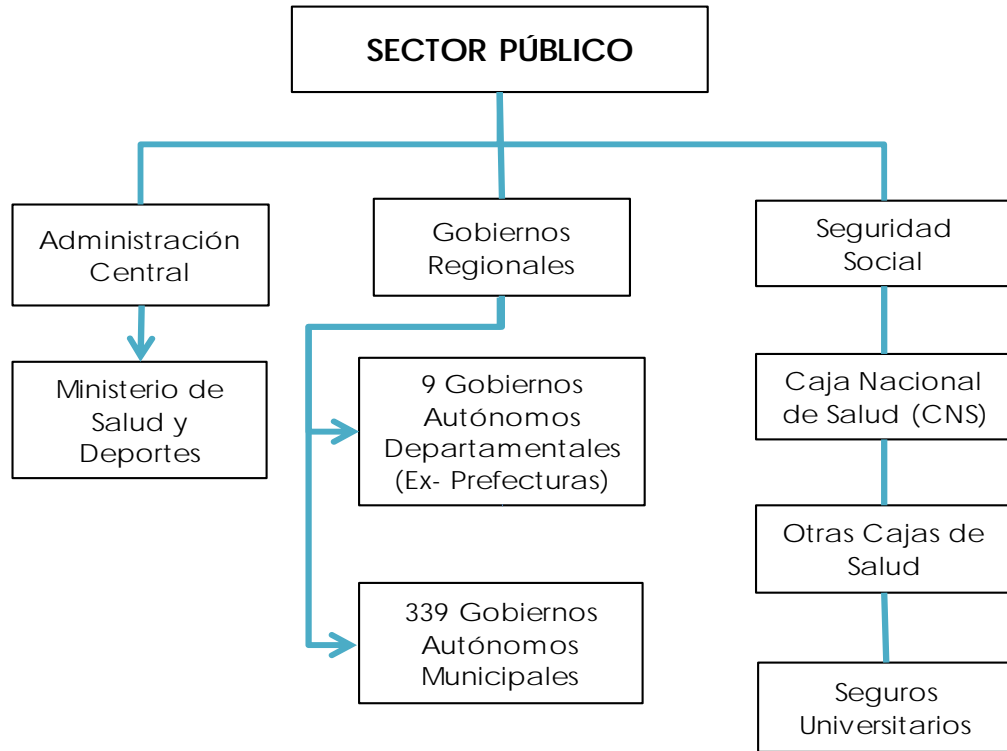 SECTOR PÚBLICO
Administración
Central
Gobiernos
Regionales
Seguridad
Social
Ministerio de
Salud y
Deportes
9 Gobiernos
Autónomos
Departamentales
(Ex- Prefecturas)
Caja Nacional
de Salud (CNS)
Otras Cajas de
Salud
339 Gobiernos
Autónomos
Municipales
Seguros
Universitarios